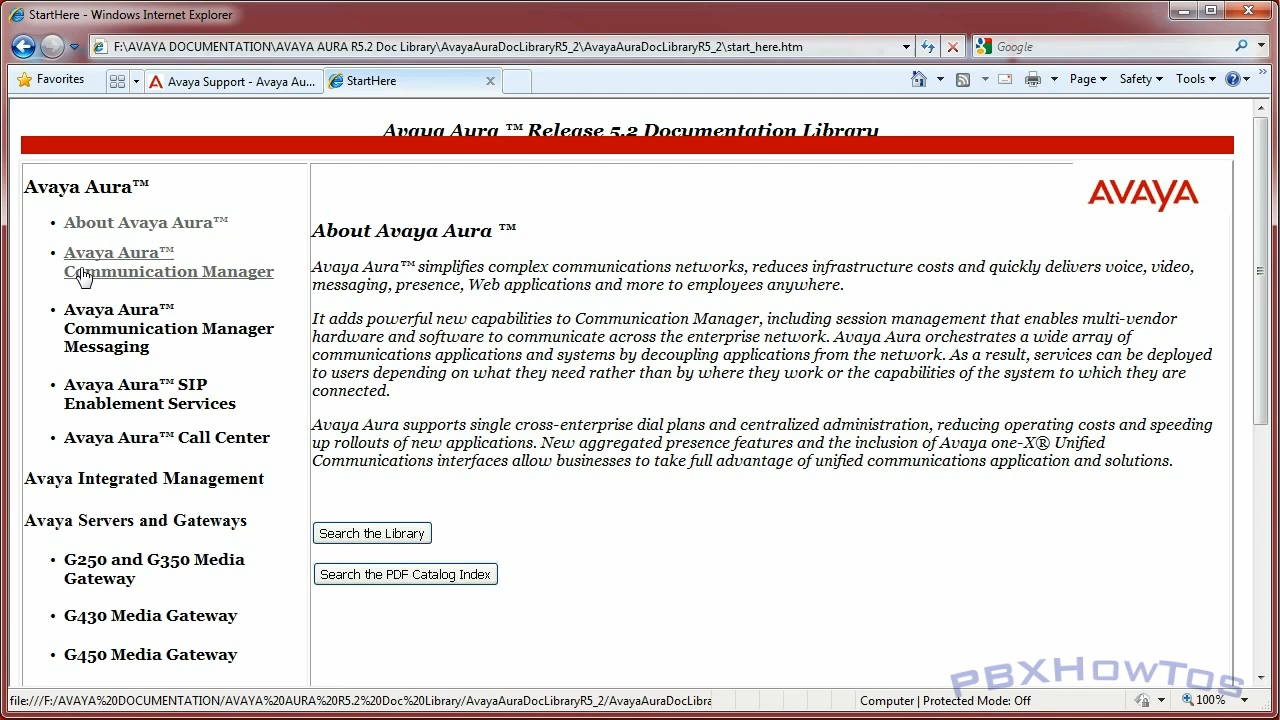 StartHere - Windows Internet Explorer
F:\AVAYA DOCUMENTATION\AVAYA AURA R5.2 Doc Library\AvayaAuraDocLibraryR5_2\AvayaAuraDocLibraryR5_2\start_here.htm
Google
Favorites
Avaya Support - Avaya Au...
StartHere
Page
Safety
Tools
Avaya Aura ™ Release 5.2 Documentation Library
Avaya Aura™
• About Avaya Aura™
• Avaya Aura™
Communication Manager
• Avaya Aura™
Communication Manager
Messaging
• Avaya Aura™ SIP
Enablement Services
• Avaya Aura™ Call Center
Avaya Integrated Management
Avaya Servers and Gateways
• G250 and G350 Media
Gateway
• G430 Media Gateway
• G450 Media Gateway
AVAYA
About Avaya Aura ™
Avaya Aura™ simplifies complex communications networks, reduces infrastructure costs and quickly delivers voice, video,
messaging, presence, Web applications and more to employees anywhere.
It adds powerful new capabilities to Communication Manager, including session management that enables multi-vendor
hardware and software to communicate across the enterprise network. Avaya Aura orchestrates a wide array of
communications applications and systems by decoupling applications from the network. As a result, services can be deployed
to users depending on what they need rather than by where they work or the capabilities of the system to which they are
connected.
Avaya Aura supports single cross-enterprise dial plans and centralized administration, reducing operating costs and speeding
up rollouts of new applications. New aggregated presence features and the inclusion of Avaya one-X® Unified
Communications interfaces allow businesses to take full advantage of unified communications application and solutions.
Search the Library
Search the PDF Catalog Index
PBXHowTos
file:///F:/AVAYA%20DOCUMENTATION/AVAYA%20AURA%20R5.2%20Doc%20Library/AvayaAuraDocLibraryR5_2/AvayaAuraDocLibra
Computer | Protected Mode: Off
100%